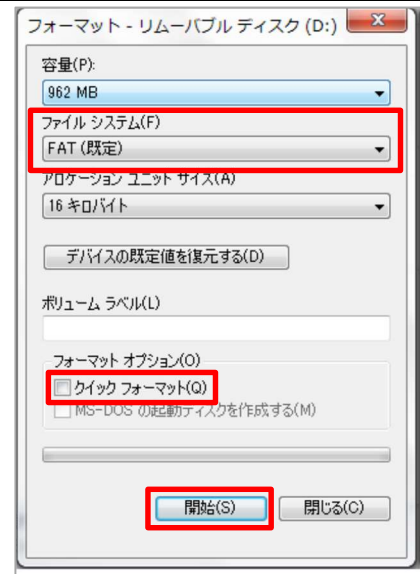 フォーマット - リムーバブル ディスク (D:)
容量(P):
962 MB
ファイル システム(F)
FAT (既定)
アロケーション ユニット サイズ(A)
16 キロバイト
デバイスの既定値を復元する(D)
ボリューム ラベル(L)
フォーマット オプション(O)
クイック フォーマット(Q)
MS-DOS の起動ディスクを作成する(M)
開始(S)
閉じる(C)